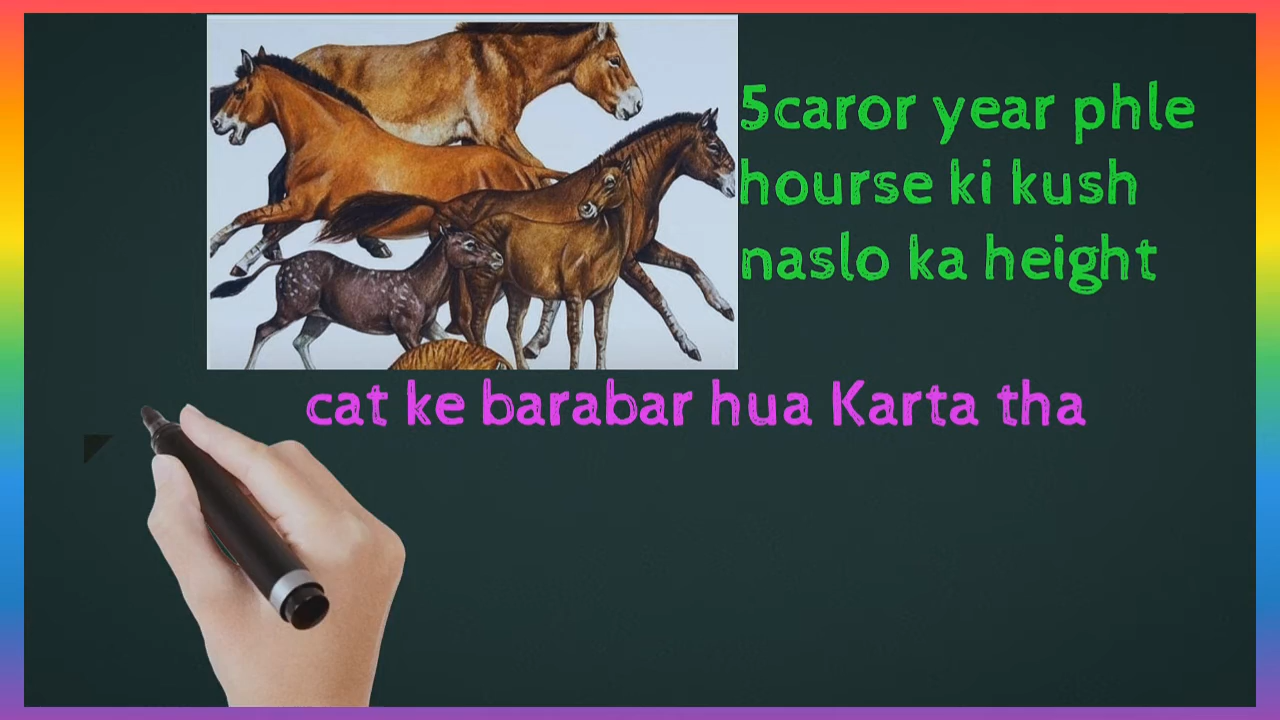 5caror year phle
hourse ki kush
naslo ka height
cat ke barabar hua Karta tha